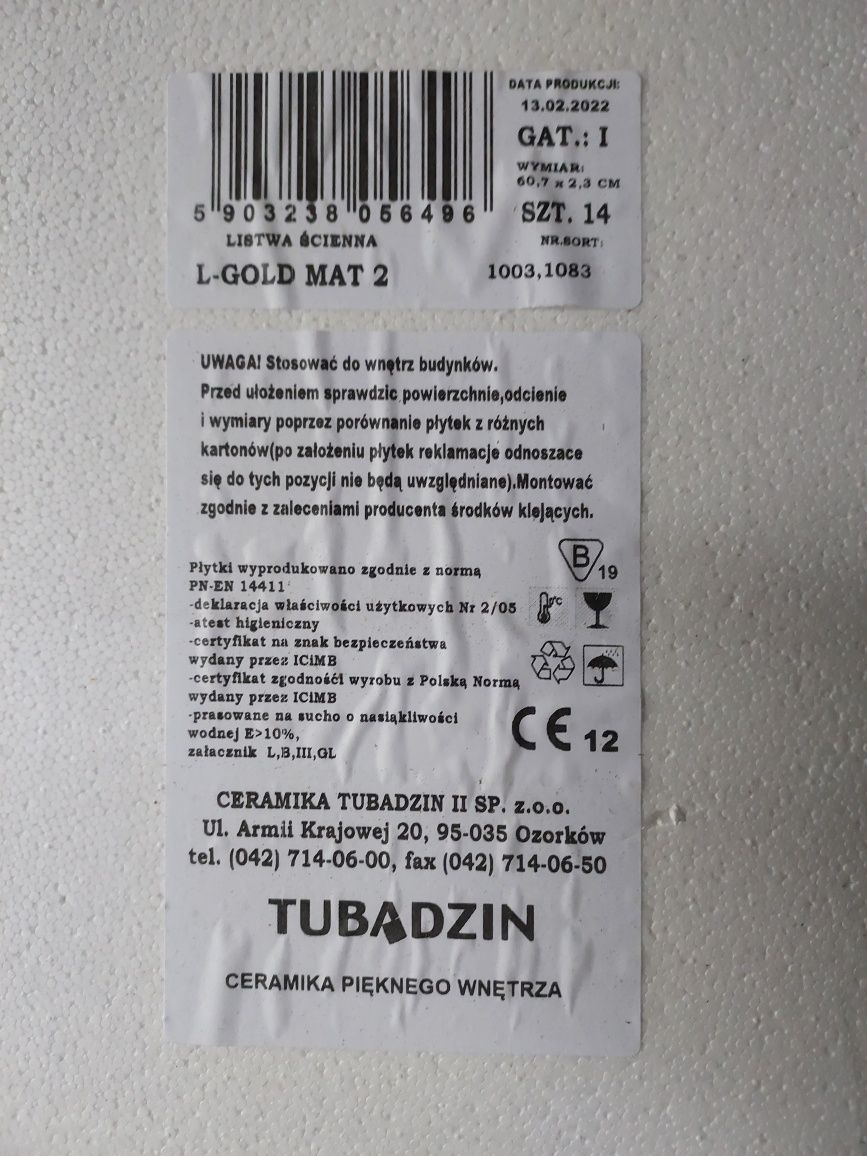 DATA PRODUKCJI:
13.02.2022
GAT.: I
WYMIAR:
60,7 x 2,3 CM
5 903238 056496
SZT. 14
LISTWA ŚCIENNA
NR.SORT:
L-GOLD MAT 2
1003,1083
UWAGA! Stosować do wnętrz budynków.
Przed ułożeniem sprawdzic powierzchnie,odcienie
i wymiary poprzez porównanie płytek z różnych
kartonów(po założeniu płytek reklamacje odnoszace
się do tych pozycji nie będą uwzględniane).Montować
zgodnie z zaleceniami producenta środków klejących.
B 19
Płytki wyprodukowano zgodnie z normą
PN-EN 14411
-deklaracja właściwości użytkowych Nr 2/05
°C
-atest higieniczny
-certyfikat na znak bezpieczeństwa
wydany przez ICiMB
-certyfikat zgodnośći wyrobu z Polską Normą
wydany przez ICiMB
-prasowane na sucho o nasiąkliwości
wodnej E>10%,
załacznik L,B,III,GL
CE 12
CERAMIKA TUBADZIN II SP. z.o.o.
Ul. Armii Krajowej 20, 95-035 Ozorków
tel. (042) 714-06-00, fax (042) 714-06-50
TUBADZIN
CERAMIKA PIĘKNEGO WNĘTRZA